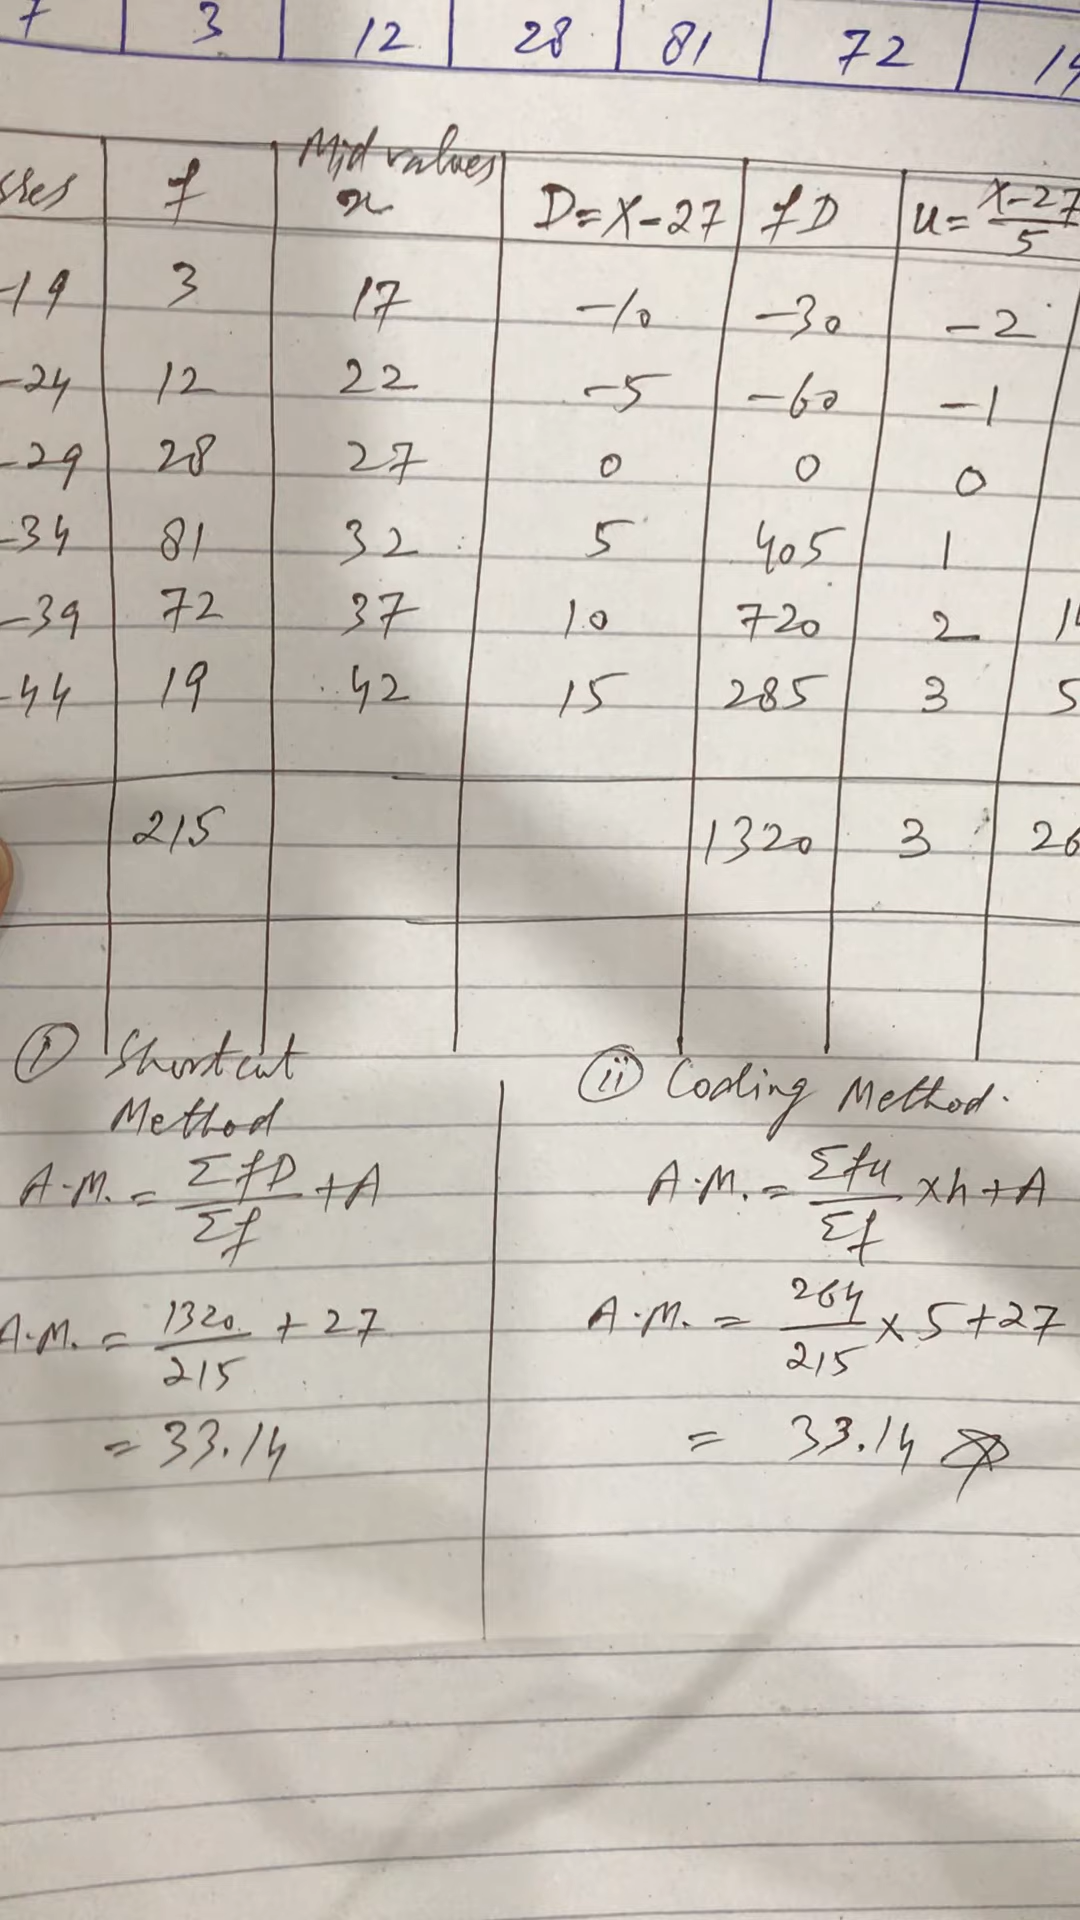 f 3 12 28 81 72
sses f Mid values x D=X-27 fD u=X-27/5
-19 3 17 -10 -30 -2
-24 12 22 -5 -60 -1
-29 28 27 0 0 0
-34 81 32 5 405 1
-39 72 37 10 720 2
-44 19 42 15 285 3 5
215 1320 3 26
(i) Shortcut
Method
A.M. = ΣfD/Σf + A
A.M. = 1320/215 + 27
= 33.14
(ii) Coding Method.
A.M. = Σfu/Σf × h + A
A.M. = 264/215 × 5 + 27
= 33.14